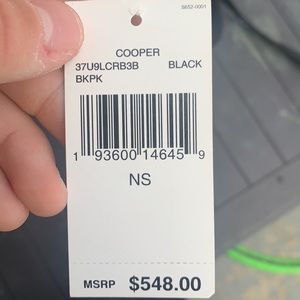 S652-0001
COOPER
37U9LCRB3B BLACK
BKPK
1 93600 14645 9
NS
MSRP $548.00